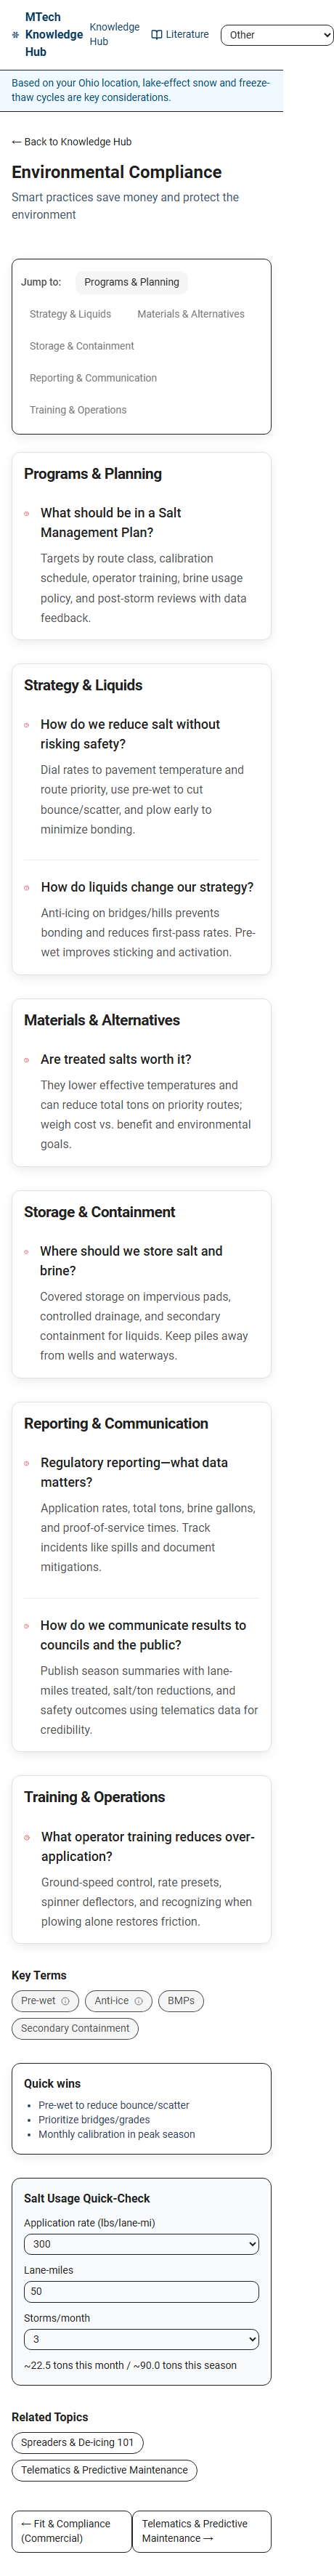 MTech
Knowledge
Hub
Knowledge
Hub
Literature
Other
Based on your Ohio location, lake-effect snow and freeze-
thaw cycles are key considerations.
← Back to Knowledge Hub
Environmental Compliance
Smart practices save money and protect the
environment
Jump to:
Programs & Planning
Strategy & Liquids
Materials & Alternatives
Storage & Containment
Reporting & Communication
Training & Operations
Programs & Planning
What should be in a Salt
Management Plan?
Targets by route class, calibration
schedule, operator training, brine usage
policy, and post-storm reviews with data
feedback.
Strategy & Liquids
How do we reduce salt without
risking safety?
Dial rates to pavement temperature and
route priority, use pre-wet to cut
bounce/scatter, and plow early to
minimize bonding.
How do liquids change our strategy?
Anti-icing on bridges/hills prevents
bonding and reduces first-pass rates. Pre-
wet improves sticking and activation.
Materials & Alternatives
Are treated salts worth it?
They lower effective temperatures and
can reduce total tons on priority routes;
weigh cost vs. benefit and environmental
goals.
Storage & Containment
Where should we store salt and
brine?
Covered storage on impervious pads,
controlled drainage, and secondary
containment for liquids. Keep piles away
from wells and waterways.
Reporting & Communication
Regulatory reporting—what data
matters?
Application rates, total tons, brine gallons,
and proof-of-service times. Track
incidents like spills and document
mitigations.
How do we communicate results to
councils and the public?
Publish season summaries with lane-
miles treated, salt/ton reductions, and
safety outcomes using telematics data for
credibility.
Training & Operations
What operator training reduces over-
application?
Ground-speed control, rate presets,
spinner deflectors, and recognizing when
plowing alone restores friction.
Key Terms
Pre-wet
Anti-ice
BMPs
Secondary Containment
Quick wins
• Pre-wet to reduce bounce/scatter
• Prioritize bridges/grades
• Monthly calibration in peak season
Salt Usage Quick-Check
Application rate (lbs/lane-mi)
300
Lane-miles
50
Storms/month
3
~22.5 tons this month / ~90.0 tons this season
Related Topics
Spreaders & De-icing 101
Telematics & Predictive Maintenance
← Fit & Compliance
(Commercial)
Telematics & Predictive
Maintenance →